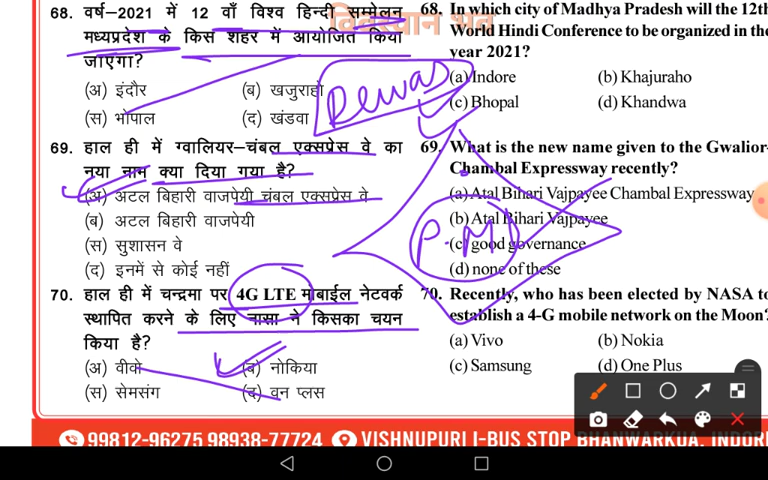 68. वर्ष–2021 में 12 वाँ विश्व हिन्दी सम्मेलन
मध्यप्रदेश के किस शहर में आयोजित किया
जाएगा?
(अ) इंदौर (ब) खजुराहो
(स) भोपाल (द) खंडवा
69. हाल ही में ग्वालियर–चंबल एक्सप्रेस वे का
नया नाम क्या दिया गया है?
(अ) अटल बिहारी वाजपेयी चंबल एक्सप्रेस वे
(ब) अटल बिहारी वाजपेयी
(स) सुशासन वे
(द) इनमें से कोई नहीं
70. हाल ही में चन्द्रमा पर 4G LTE मोबाईल नेटवर्क
स्थापित करने के लिए नासा ने किसका चयन
किया है?
(अ) वीवो (ब) नोकिया
(स) सेमसंग (द) वन प्लस
Dewas
68. In which city of Madhya Pradesh will the 12th
World Hindi Conference to be organized in the
year 2021?
(a) Indore (b) Khajuraho
(c) Bhopal (d) Khandwa
69. What is the new name given to the Gwalior-
Chambal Expressway recently?
(a) Atal Bihari Vajpayee Chambal Expressway
(b) Atal Bihari Vajpayee
(c) good governance
(d) none of these
P.M
70. Recently, who has been elected by NASA to
establish a 4-G mobile network on the Moon?
(a) Vivo (b) Nokia
(c) Samsung (d) One Plus
99812-96275 98938-77724 VISHNUPURI I-BUS STOP BHANWARKUA, INDOR